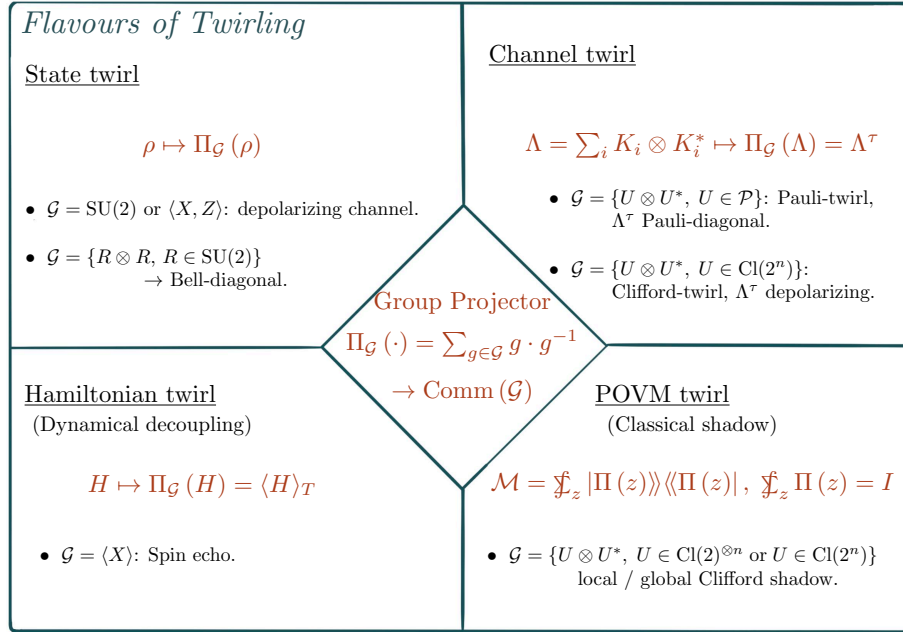 Flavours of Twirling
State twirl
ρ ↦ Π_𝒢 (ρ)
• 𝒢 = SU(2) or ⟨X, Z⟩: depolarizing channel.
• 𝒢 = {R ⊗ R, R ∈ SU(2)}
→ Bell-diagonal.
Channel twirl
Λ = ∑_i K_i ⊗ K_i^* ↦ Π_𝒢 (Λ) = Λ^τ
• 𝒢 = {U ⊗ U^*, U ∈ 𝒫}: Pauli-twirl,
Λ^τ Pauli-diagonal.
• 𝒢 = {U ⊗ U^*, U ∈ Cl(2^n)}:
Clifford-twirl, Λ^τ depolarizing.
Group Projector
Π_𝒢 (·) = ∑_{g∈𝒢} g · g^{-1}
→ Comm (𝒢)
Hamiltonian twirl
(Dynamical decoupling)
H ↦ Π_𝒢 (H) = ⟨H⟩_T
• 𝒢 = ⟨X⟩: Spin echo.
POVM twirl
(Classical shadow)
ℳ = ⨋_z |Π (z)⟫⟪Π (z)| , ⨋_z Π (z) = I
• 𝒢 = {U ⊗ U^*, U ∈ Cl(2)^{⊗n} or U ∈ Cl(2^n)}
local / global Clifford shadow.